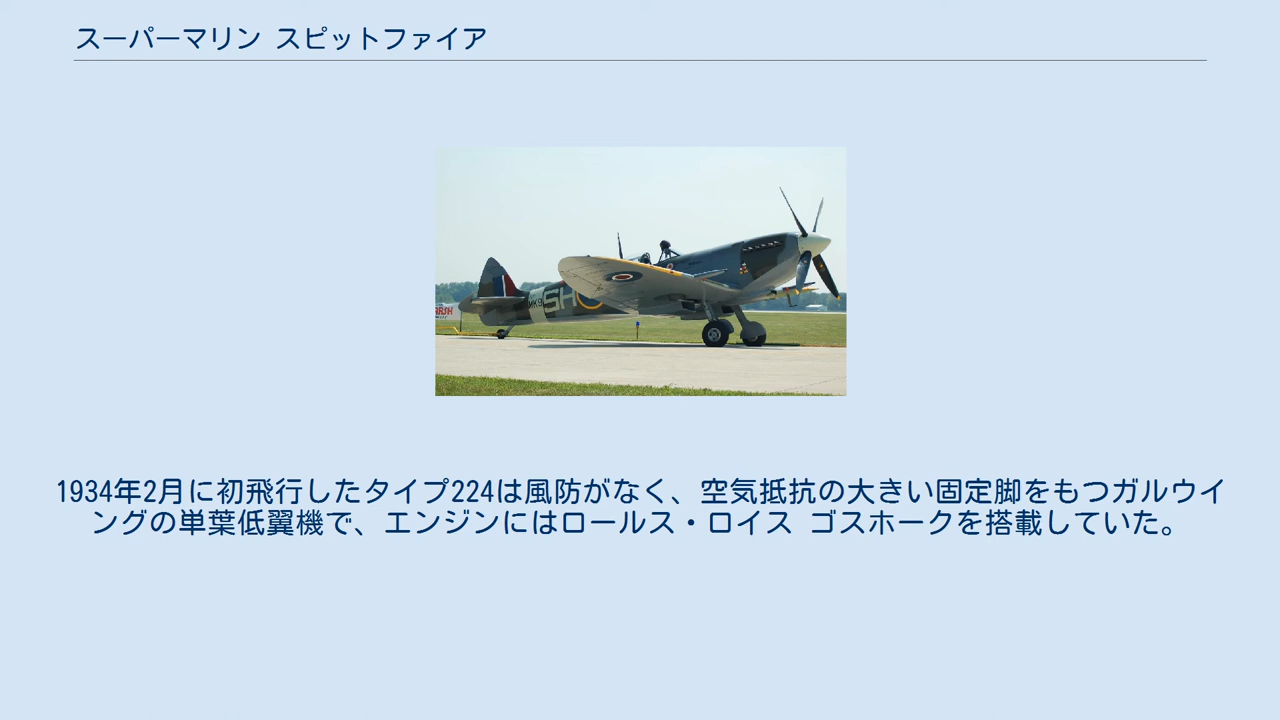 スーパーマリン スピットファイア
MK9
SH
1934年2月に初飛行したタイプ224は風防がなく、空気抵抗の大きい固定脚をもつガルウイ
ングの単葉低翼機で、エンジンにはロールス・ロイス ゴスホークを搭載していた。